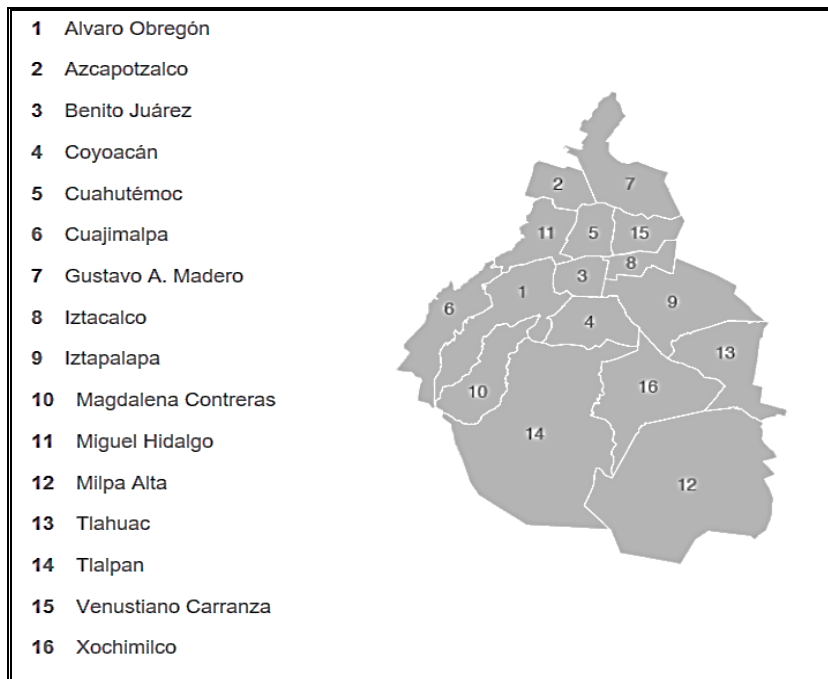 1 Alvaro Obregón
2 Azcapotzalco
3 Benito Juárez
4 Coyoacán
5 Cuahutémoc
6 Cuajimalpa
7 Gustavo A. Madero
8 Iztacalco
9 Iztapalapa
10 Magdalena Contreras
11 Miguel Hidalgo
12 Milpa Alta
13 Tlahuac
14 Tlalpan
15 Venustiano Carranza
16 Xochimilco
2 7
11 5 15
8
3
1
6 9
4
13
10 16
14
12